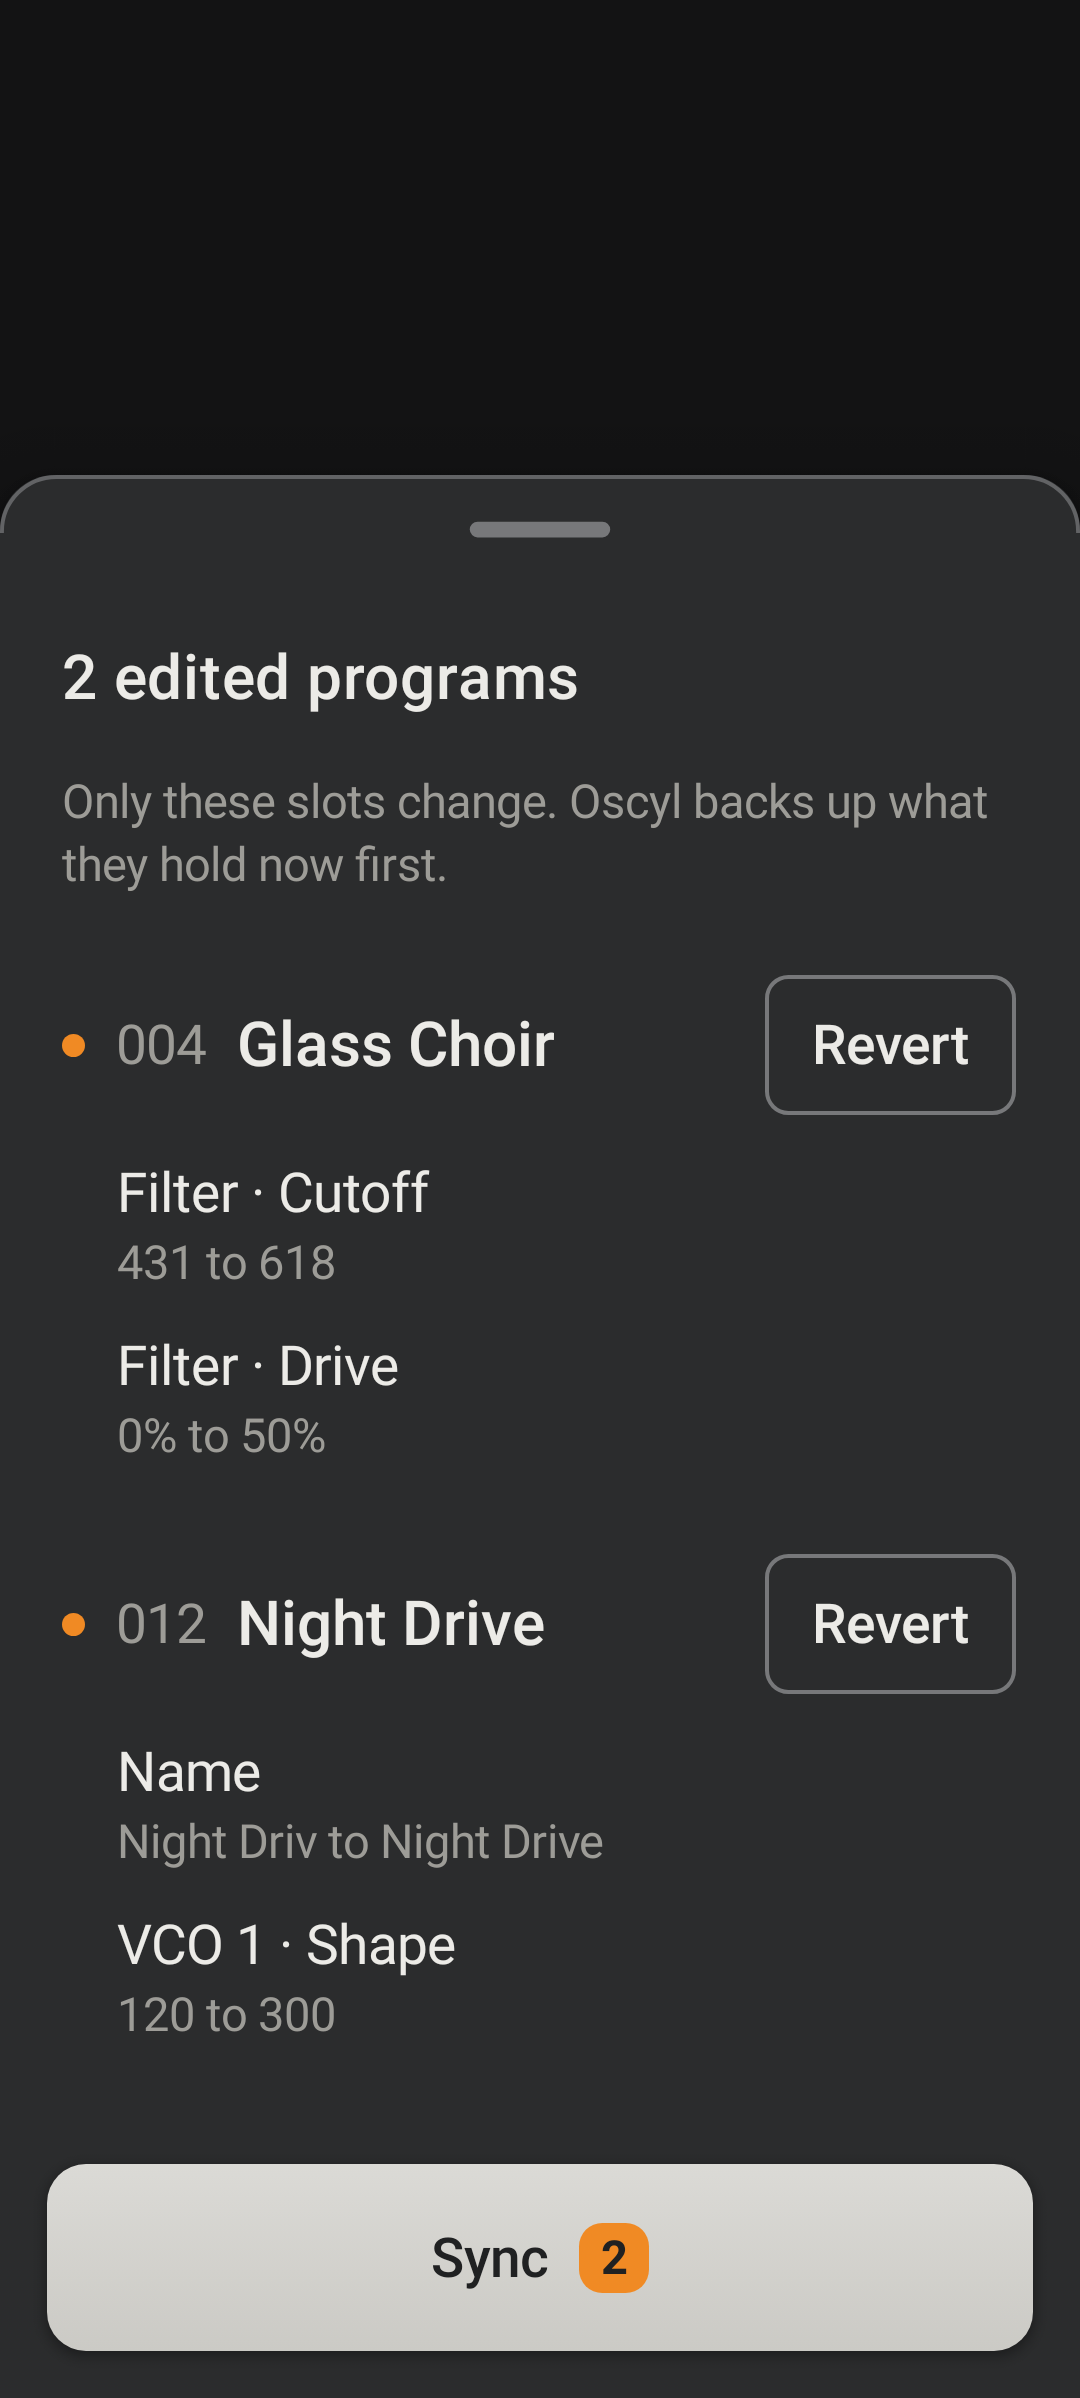 2 edited programs
Only these slots change. Oscyl backs up what
they hold now first.
004 Glass Choir Revert
Filter · Cutoff
431 to 618
Filter · Drive
0% to 50%
012 Night Drive Revert
Name
Night Driv to Night Drive
VCO 1 · Shape
120 to 300
Sync 2